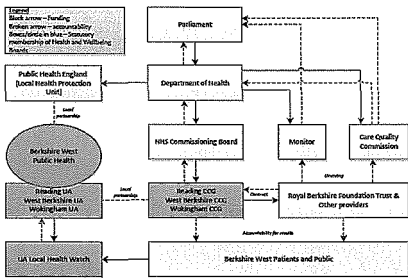 Legend
Black arrow – Funding
Broken arrow – accountability
Boxes/circle in blue – Statutory
membership of Health and Wellbeing
Boards
Parliament
Public Health England
[Local Health Protection
Unit]
Department of Health
Local
partnership
Berkshire West
Public Health
NHS Commissioning Board
Monitor
Care Quality
Commission
Reading UA
West Berkshire UA
Wokingham UA
Local
partnership
Reading CCG
West Berkshire CCG
Wokingham CCG
Contract
Licensing
Royal Berkshire Foundation Trust &
Other providers
Accountability for results
UA Local Health Watch
Berkshire West Patients and Public